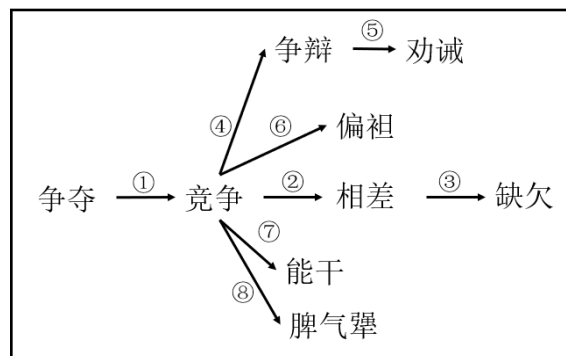 争辩 ⑤ 劝诫
④ ⑥ 偏袒
争夺 ① 竞争 ② 相差 ③ 缺欠
⑦ 能干
⑧ 脾气犟